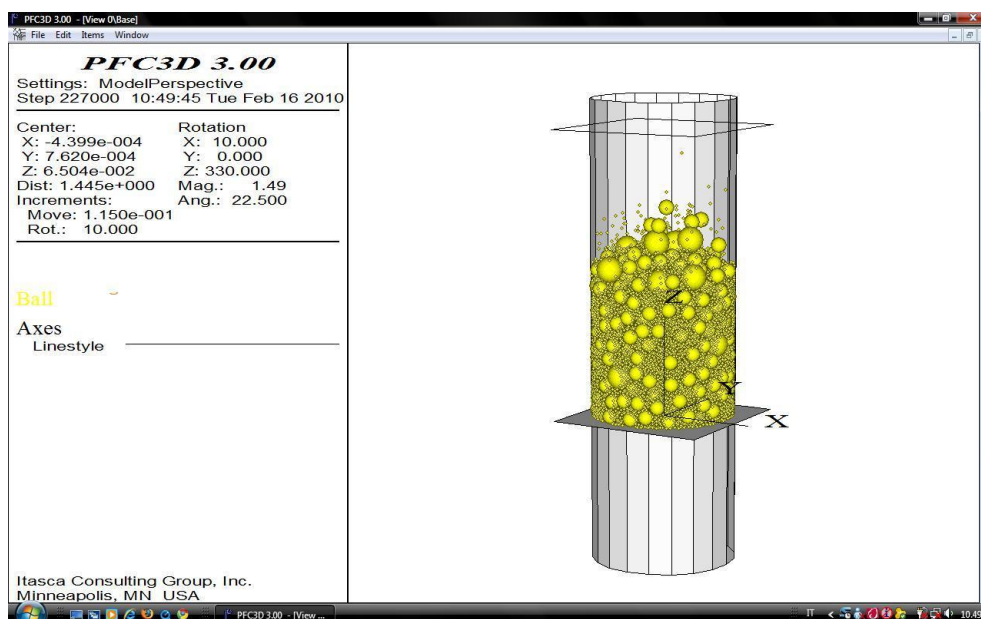 PFC3D 3.00 - [View 0\Base]
File Edit Items Window
PFC3D 3.00
Settings: ModelPerspective
Step 227000 10:49:45 Tue Feb 16 2010
Center: Rotation
X: -4.399e-004 X: 10.000
Y: 7.620e-004 Y: 0.000
Z: 6.504e-002 Z: 330.000
Dist: 1.445e+000 Mag.: 1.49
Increments: Ang.: 22.500
Move: 1.150e-001
Rot.: 10.000
Ball
Axes
Linestyle
Z
Y
X
Itasca Consulting Group, Inc.
Minneapolis, MN USA
PFC3D 3.00 - [View ...
IT
10.49